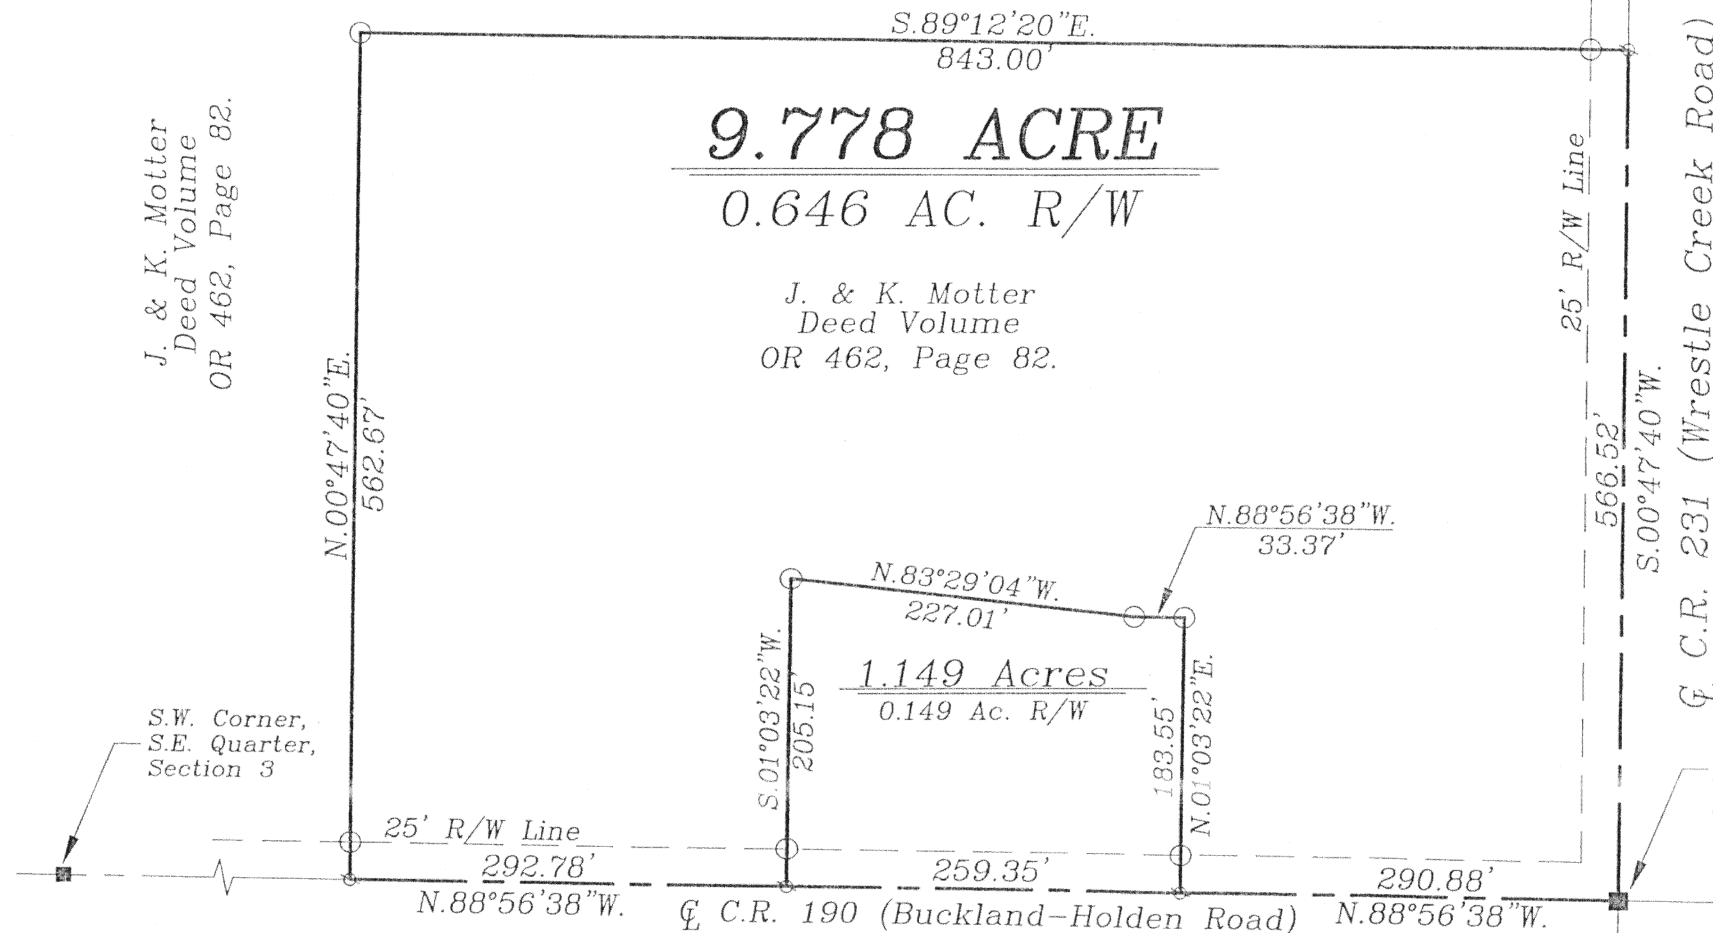 S.89°12'20"E.
843.00'
9.778 ACRE
0.646 AC. R/W
J. & K. Motter
Deed Volume
OR 462, Page 82.
J. & K. Motter
Deed Volume
OR 462, Page 82.
N.00°47'40"E.
562.67'
25' R/W Line
566.52'
S.00°47'40"W.
℄ C.R. 231 (Wrestle Creek Road)
N.88°56'38"W.
33.37'
N.83°29'04"W.
227.01'
S.01°03'22"W.
205.15'
1.149 Acres
0.149 Ac. R/W
183.55'
N.01°03'22"E.
S.W. Corner,
S.E. Quarter,
Section 3
25' R/W Line
292.78'
N.88°56'38"W.
259.35'
℄ C.R. 190 (Buckland-Holden Road)
290.88'
N.88°56'38"W.